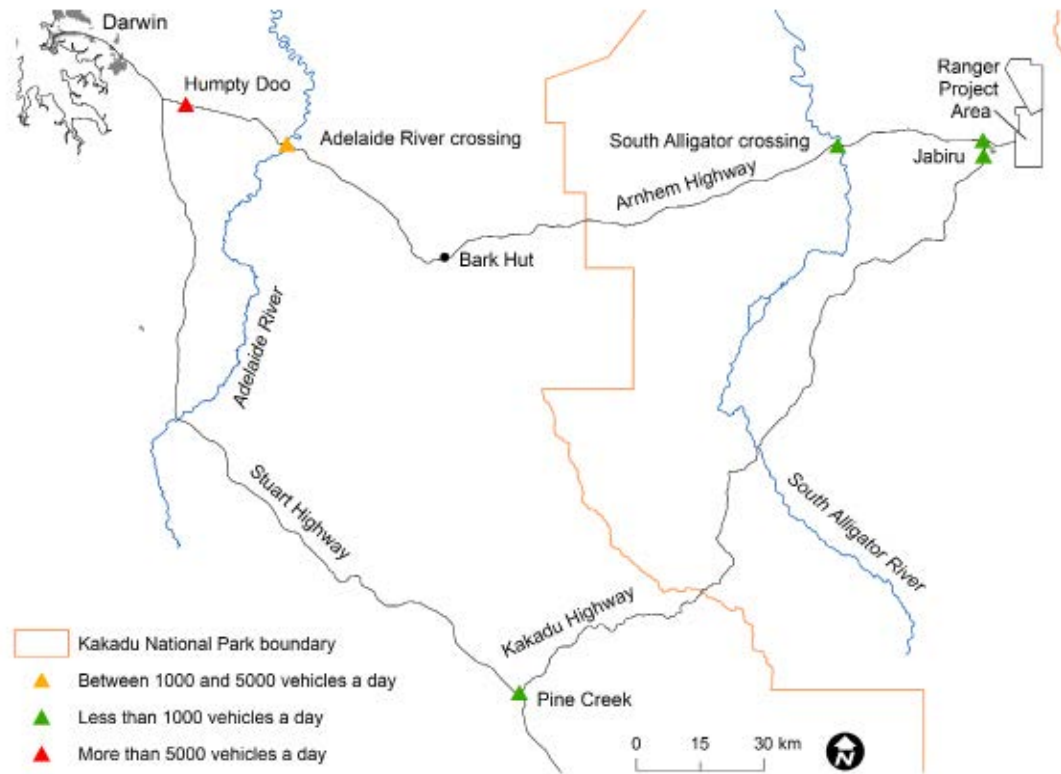 Darwin
Humpty Doo
Adelaide River crossing
South Alligator crossing
Ranger
Project
Area
Jabiru
Arnhem Highway
Bark Hut
Adelaide River
Stuart Highway
South Alligator River
Kakadu Highway
Pine Creek
Kakadu National Park boundary
Between 1000 and 5000 vehicles a day
Less than 1000 vehicles a day
More than 5000 vehicles a day
0 15 30 km
N